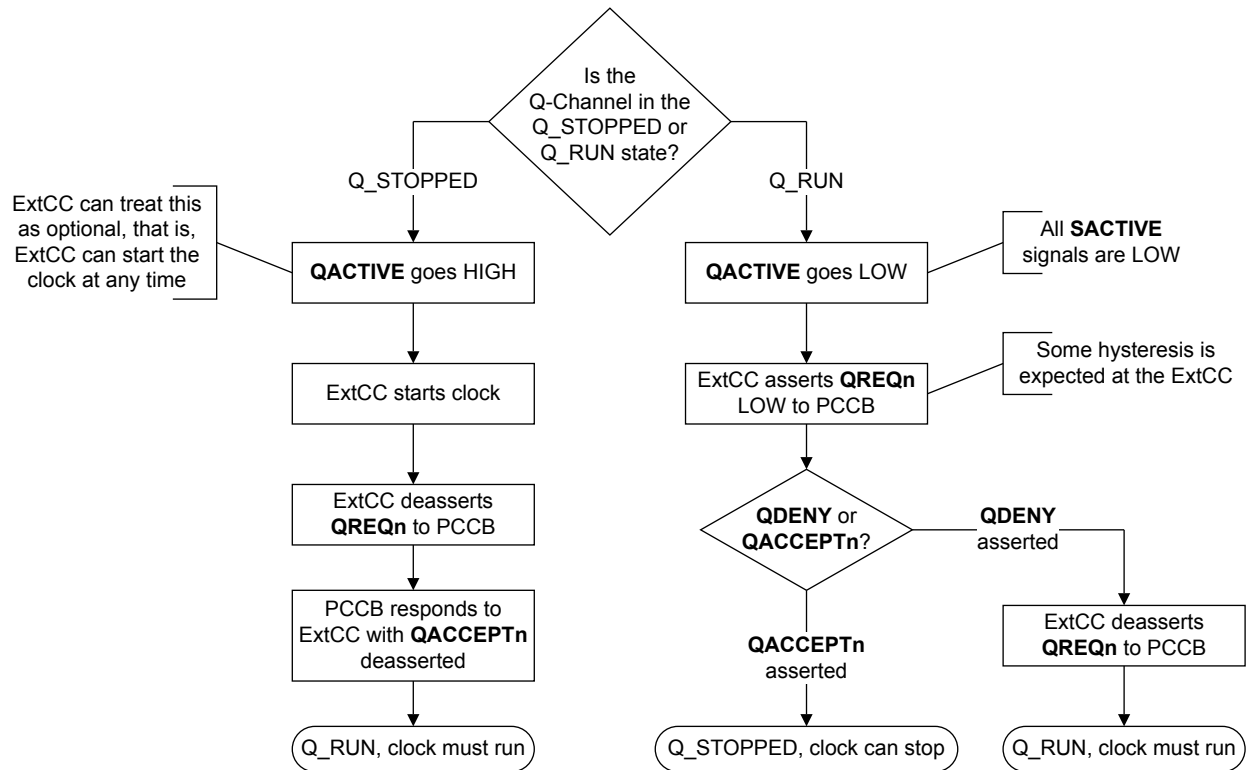 Is the
Q-Channel in the
Q_STOPPED or
Q_RUN state?
Q_STOPPED
Q_RUN
ExtCC can treat this
as optional, that is,
ExtCC can start the
clock at any time
QACTIVE goes HIGH
QACTIVE goes LOW
All SACTIVE
signals are LOW
ExtCC starts clock
ExtCC asserts QREQn
LOW to PCCB
Some hysteresis is
expected at the ExtCC
ExtCC deasserts
QREQn to PCCB
QDENY or
QACCEPTn?
QDENY
asserted
PCCB responds to
ExtCC with QACCEPTn
deasserted
QACCEPTn
asserted
ExtCC deasserts
QREQn to PCCB
Q_RUN, clock must run
Q_STOPPED, clock can stop
Q_RUN, clock must run